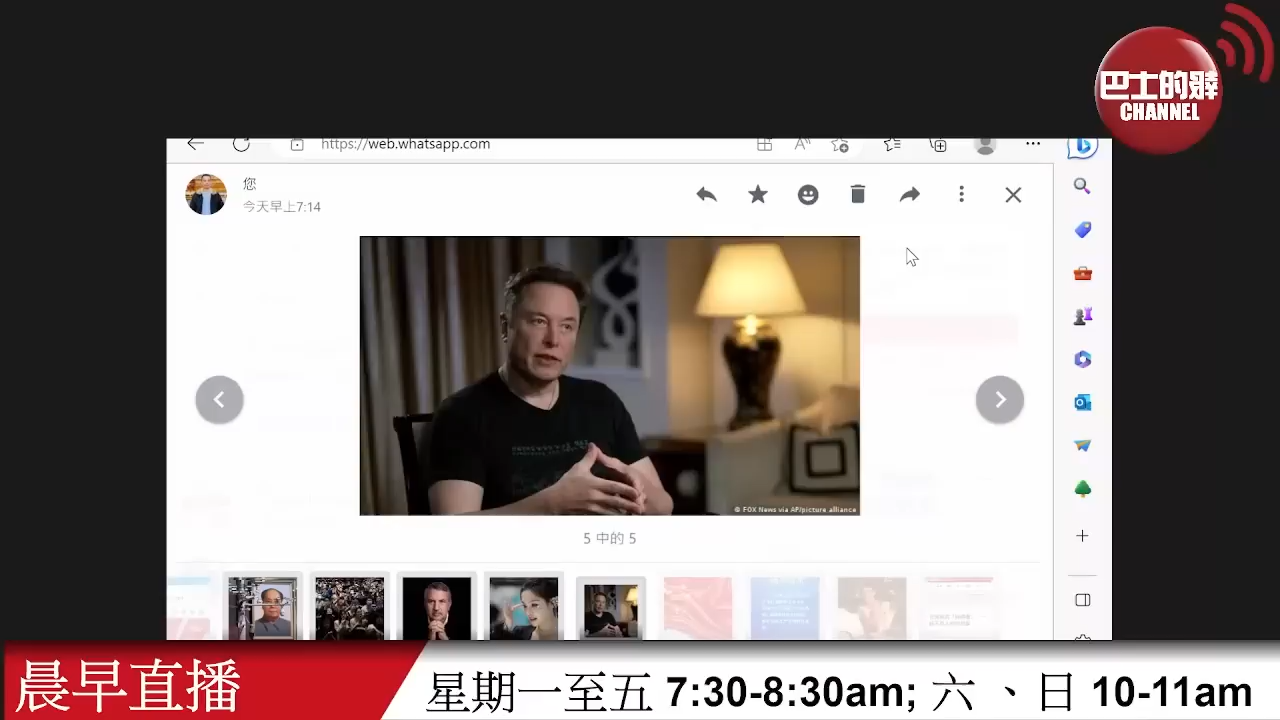 巴士的報
CHANNEL
https://web.whatsapp.com
您
今天早上7:14
© FOX News via AP/picture alliance
5 中的 5
晨早直播
星期一至五 7:30-8:30am; 六 、日 10-11am